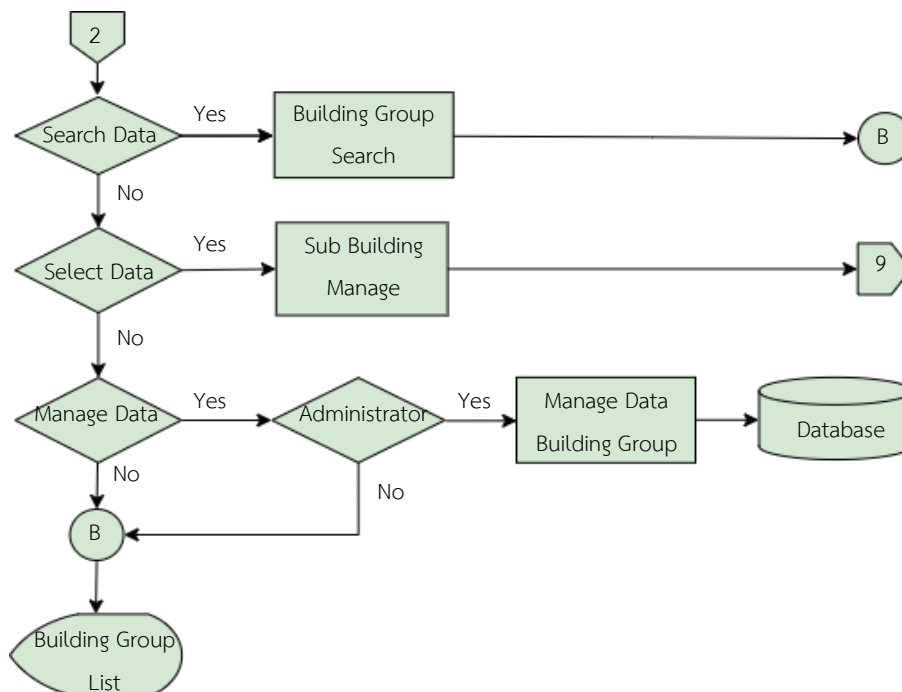 2
Search Data
Yes
Building Group
Search
B
No
Select Data
Yes
Sub Building
Manage
9
No
Manage Data
Yes
Administrator
Yes
Manage Data
Building Group
Database
No
No
B
Building Group
List